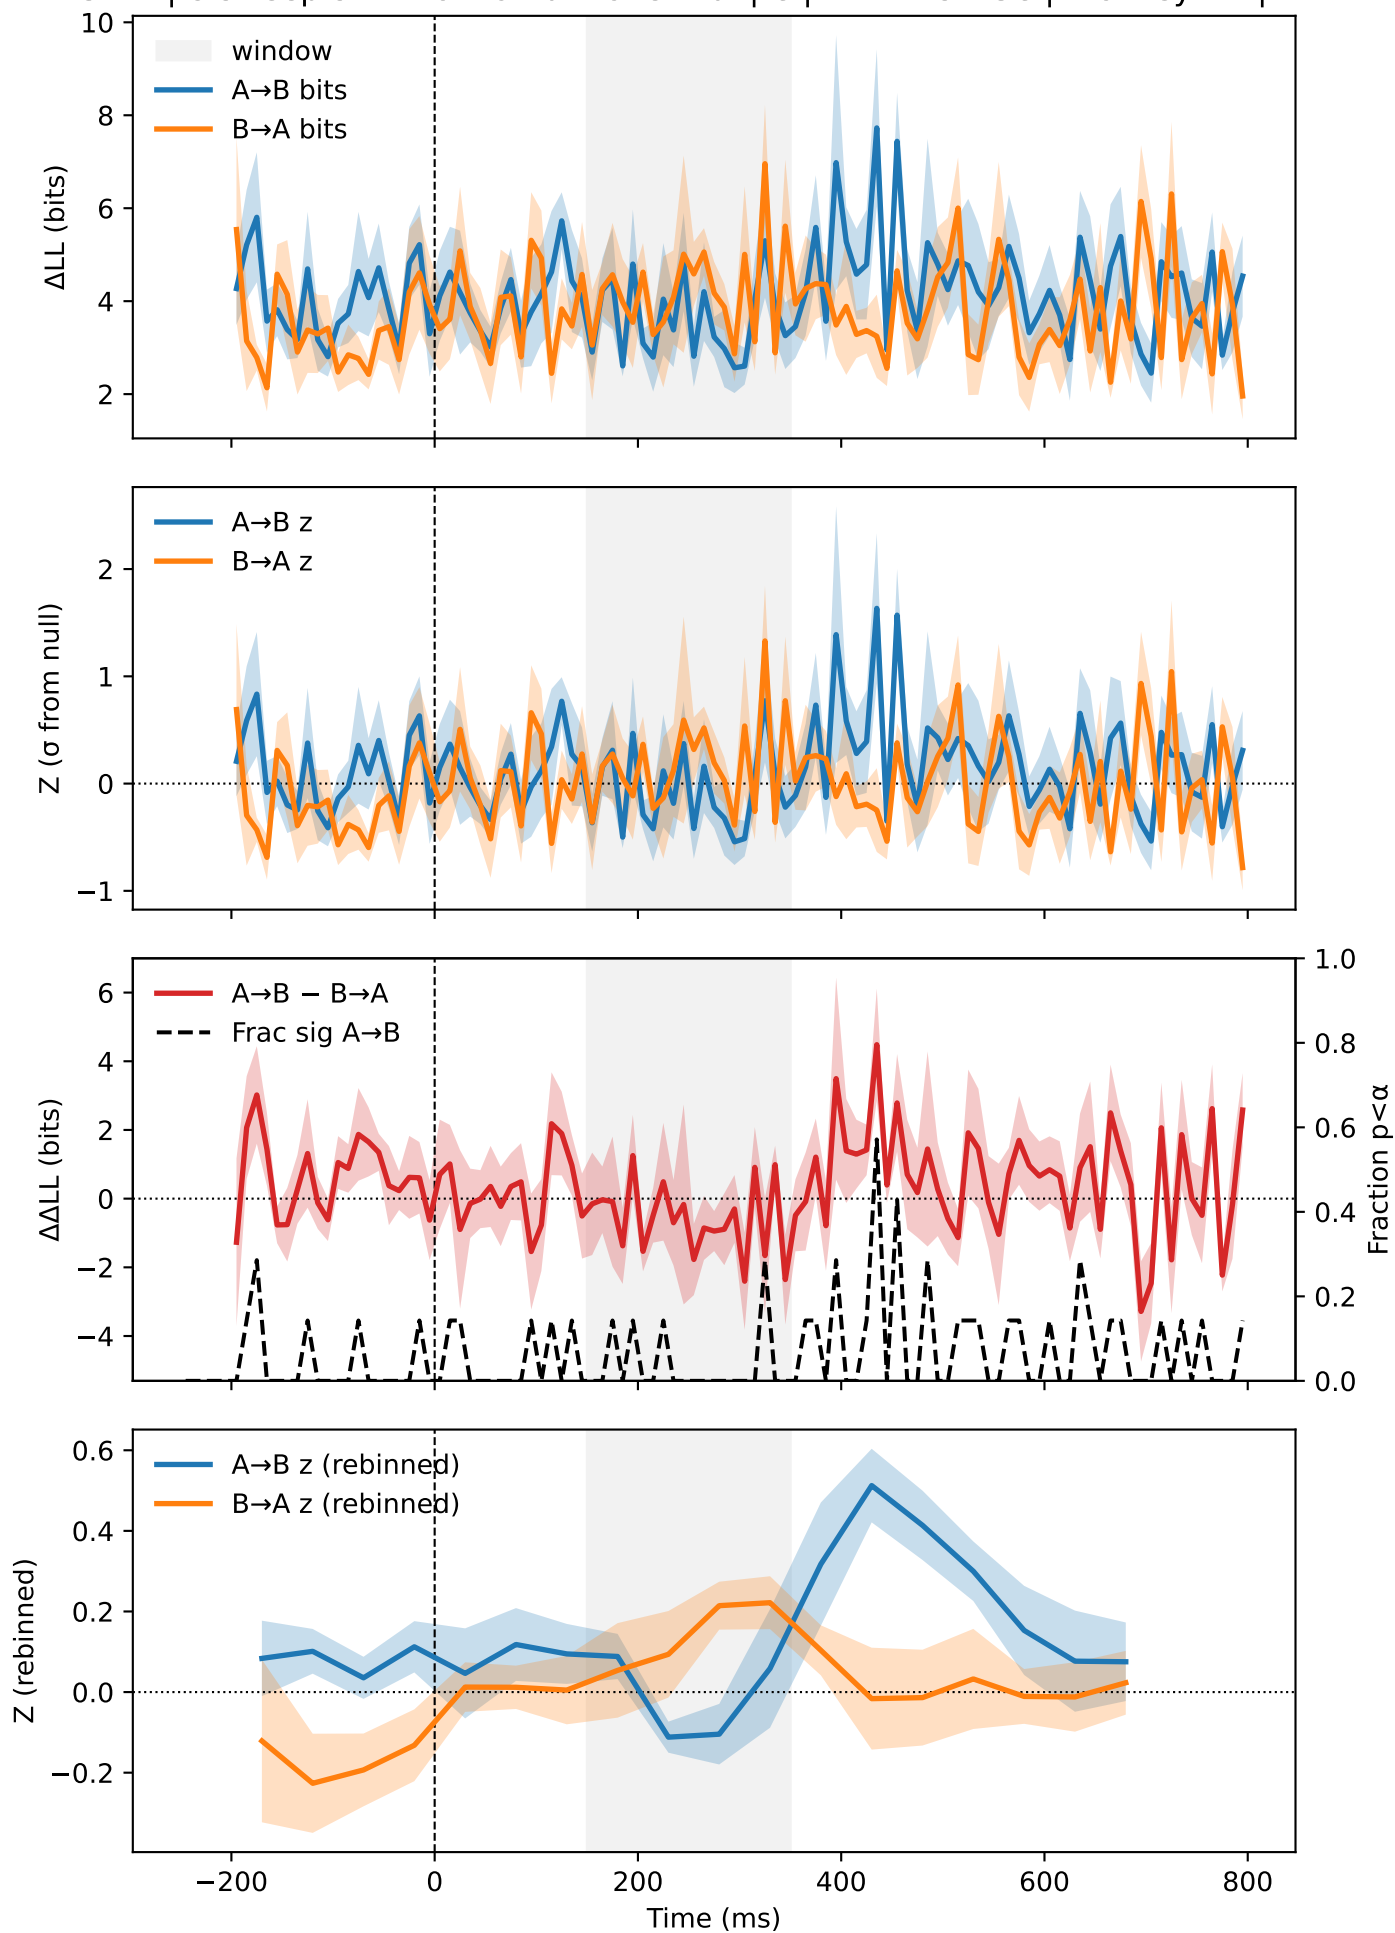 10
8
6
4
2
ΔLL (bits)
window
A→B bits
B→A bits
2
1
0
−1
Z (σ from null)
A→B z
B→A z
6
4
2
0
−2
−4
ΔΔLL (bits)
A→B − B→A
Frac sig A→B
1.0
0.8
0.6
0.4
0.2
0.0
Fraction p<α
0.6
0.4
0.2
0.0
−0.2
Z (rebinned)
A→B z (rebinned)
B→A z (rebinned)
−200 0 200 400 600 800
Time (ms)